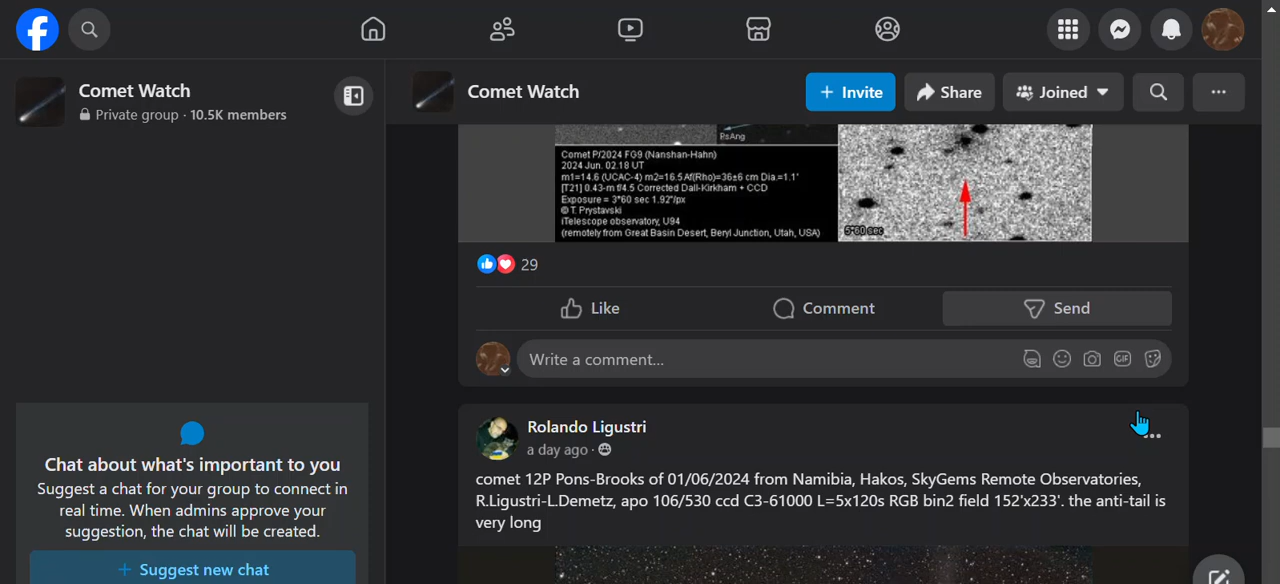 Comet Watch
Private group · 10.5K members
Chat about what's important to you
Suggest a chat for your group to connect in
real time. When admins approve your
suggestion, the chat will be created.
+ Suggest new chat
Comet Watch
+ Invite
Share
Joined
PsAng
Comet P/2024 FG9 (Nanshan-Hahn)
2024 Jun. 02.18 UT
m1=14.6 (UCAC-4) m2=16.5 Af(Rho)=36±6 cm Dia.=1.1'
[T21] 0.43-m f/4.5 Corrected Dall-Kirkham + CCD
Exposure = 3*60 sec 1.92"/px
© T. Prystavski
iTelescope observatory, U94
(remotely from Great Basin Desert, Beryl Junction, Utah, USA)
5*60 sec
29
Like
Comment
Send
Write a comment...
GIF
Rolando Ligustri
a day ago ·
comet 12P Pons-Brooks of 01/06/2024 from Namibia, Hakos, SkyGems Remote Observatories,
R.Ligustri-L.Demetz, apo 106/530 ccd C3-61000 L=5x120s RGB bin2 field 152'x233'. the anti-tail is
very long